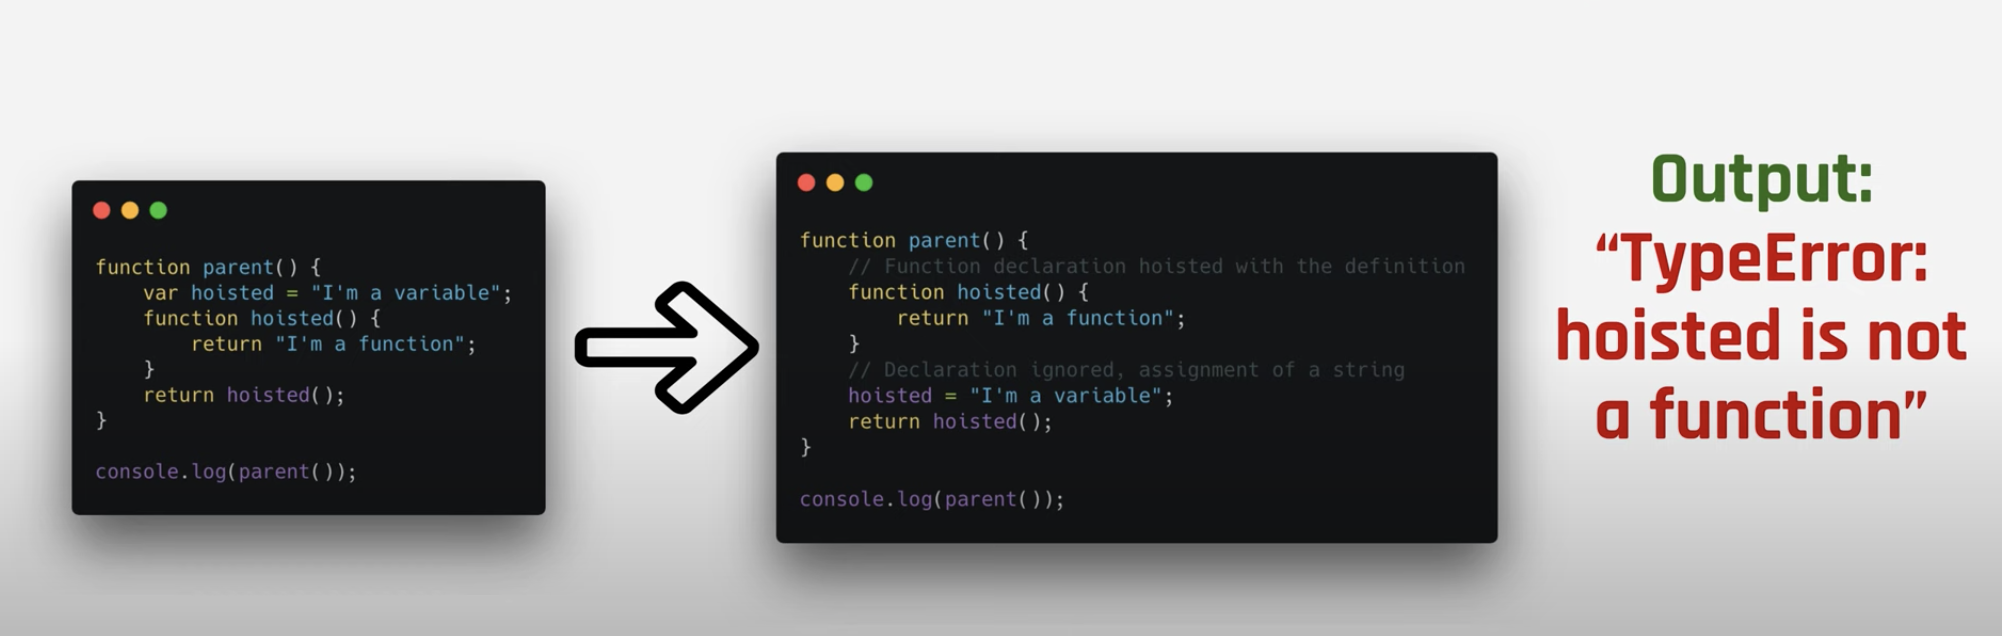 function parent() {
    var hoisted = "I'm a variable";
    function hoisted() {
        return "I'm a function";
    }
    return hoisted();
}
console.log(parent());
function parent() {
    // Function declaration hoisted with the definition
    function hoisted() {
        return "I'm a function";
    }
    // Declaration ignored, assignment of a string
    hoisted = "I'm a variable";
    return hoisted();
}
console.log(parent());
Output:
“TypeError:
hoisted is not
a function”